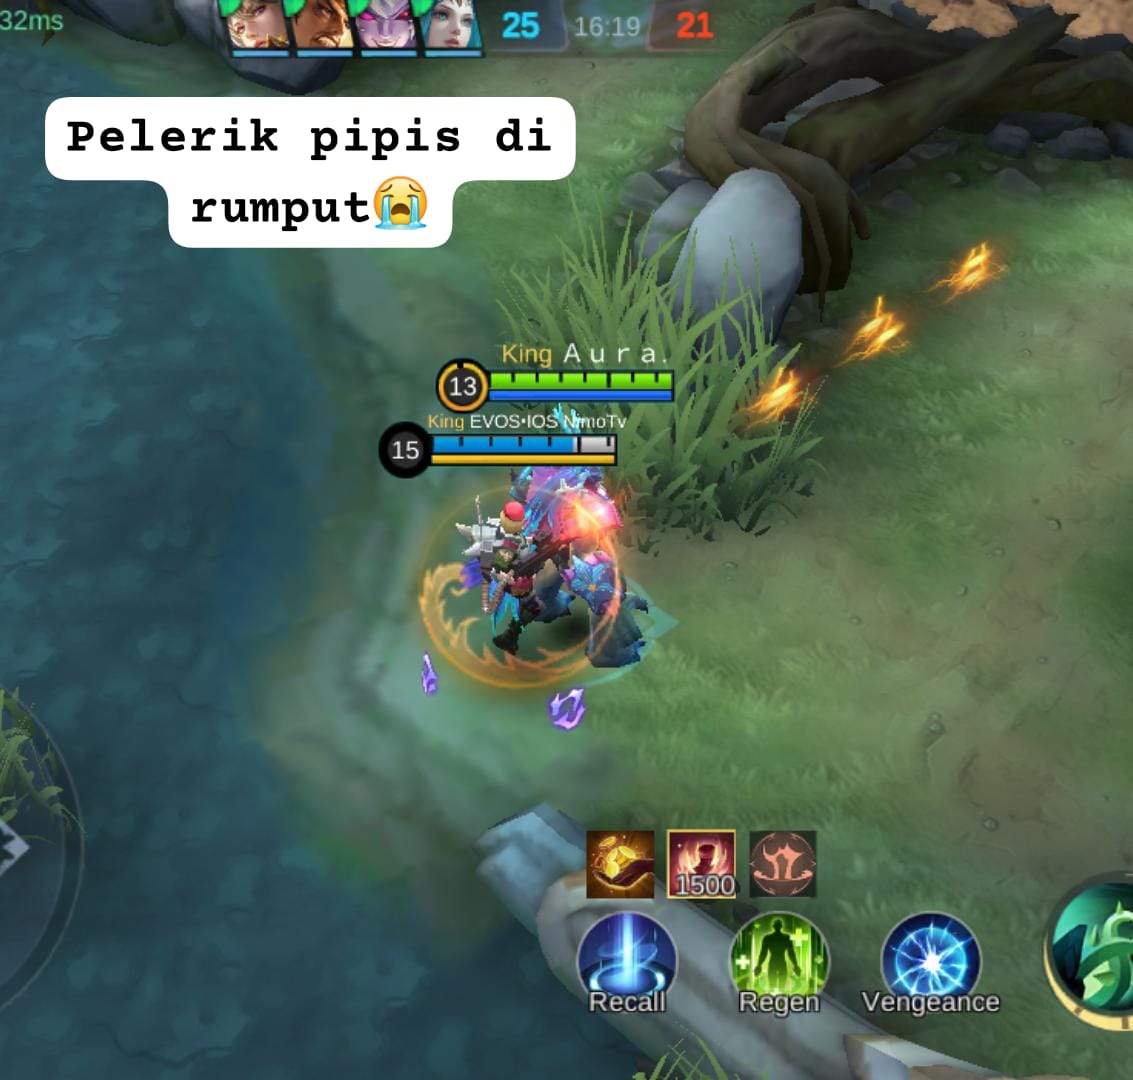 32ms
25 16:19 21
Pelerik pipis di
rumput😭
King A u r a .
13
King EVOS•IOS NimoTv
15
1500
Recall Regen Vengeance